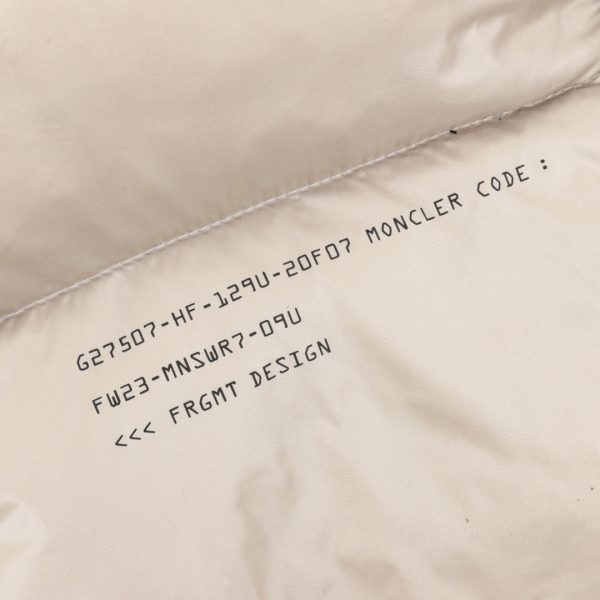 G27507-HF-129U-20F07 MONCLER CODE :
FW23-MNSWR7-09U
<<< FRGMT DESIGN